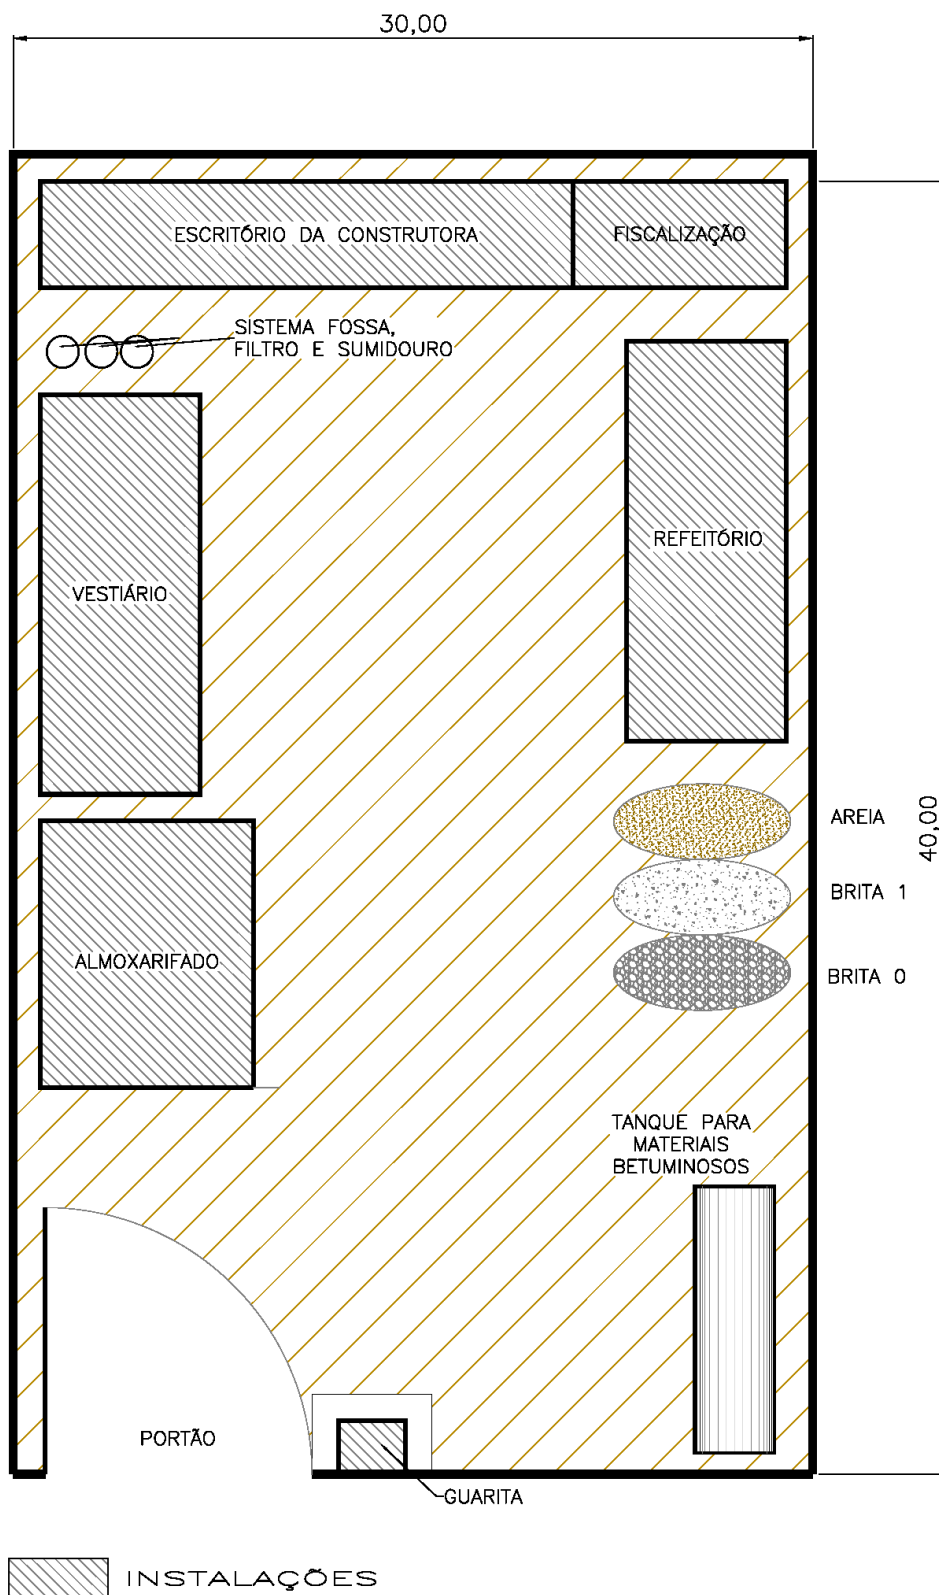 30,00
ESCRITÓRIO DA CONSTRUTORA
FISCALIZAÇÃO
SISTEMA FOSSA,
FILTRO E SUMIDOURO
REFEITÓRIO
VESTIÁRIO
AREIA
40,00
BRITA 1
ALMOXARIFADO
BRITA 0
TANQUE PARA
MATERIAIS
BETUMINOSOS
PORTÃO
GUARITA
INSTALAÇÕES